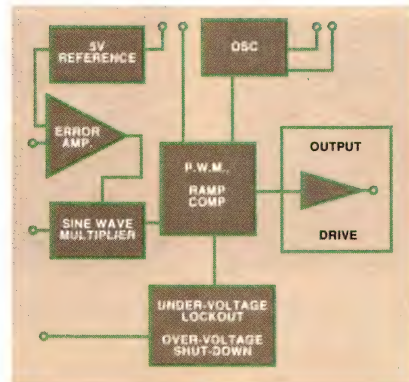 5V
REFERENCE
OSC
ERROR
AMP.
P.W.M.,
RAMP
COMP
OUTPUT
DRIVE
SINE WAVE
MULTIPLIER
UNDER-VOLTAGE
LOCKOUT
OVER-VOLTAGE
SHUT-DOWN